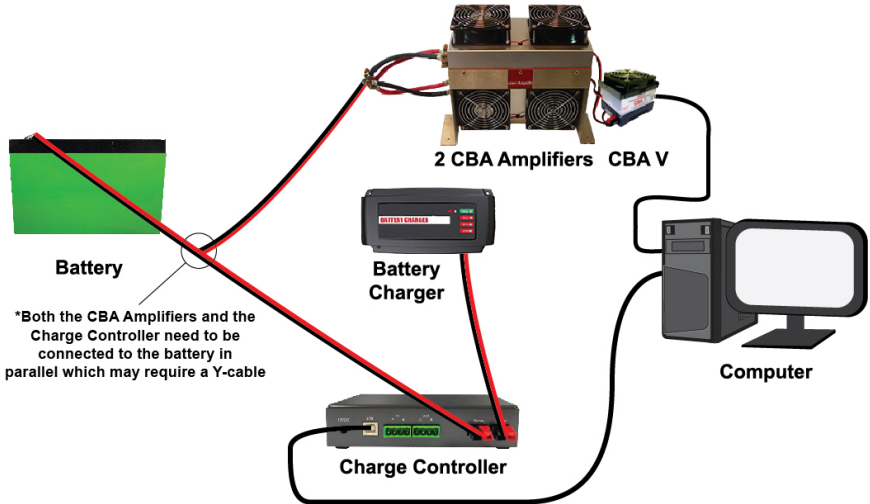 2 CBA Amplifiers CBA V
BATTERY CHARGER
Battery
Battery
Charger
*Both the CBA Amplifiers and the
Charge Controller need to be
connected to the battery in
parallel which may require a Y-cable
Computer
Charge Controller